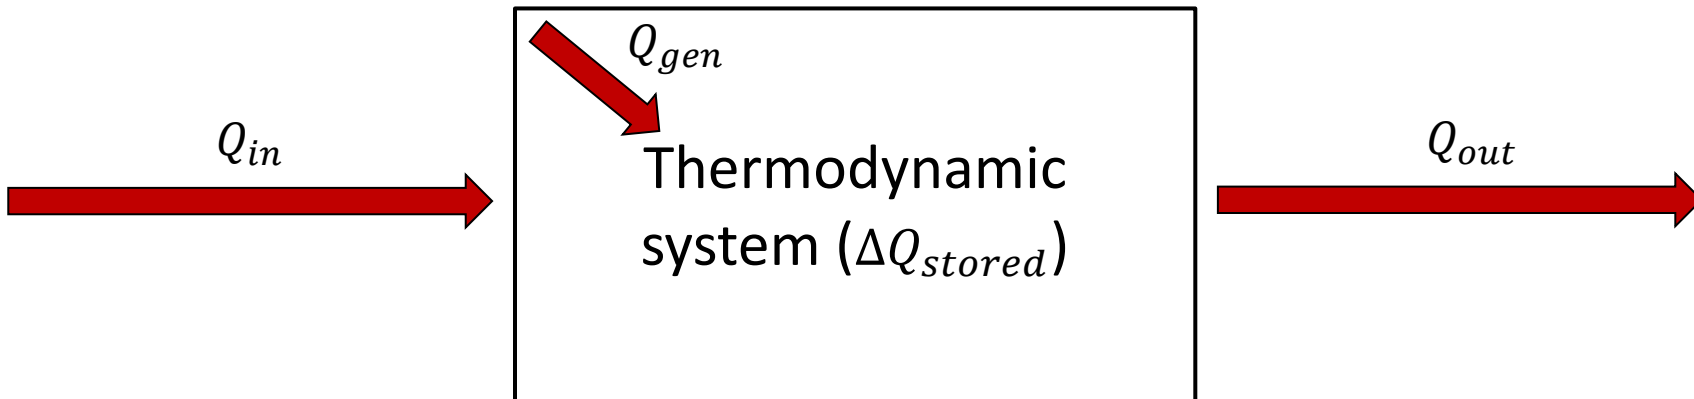 Q_gen
Q_in
Q_out
Thermodynamic
system (ΔQ_stored)